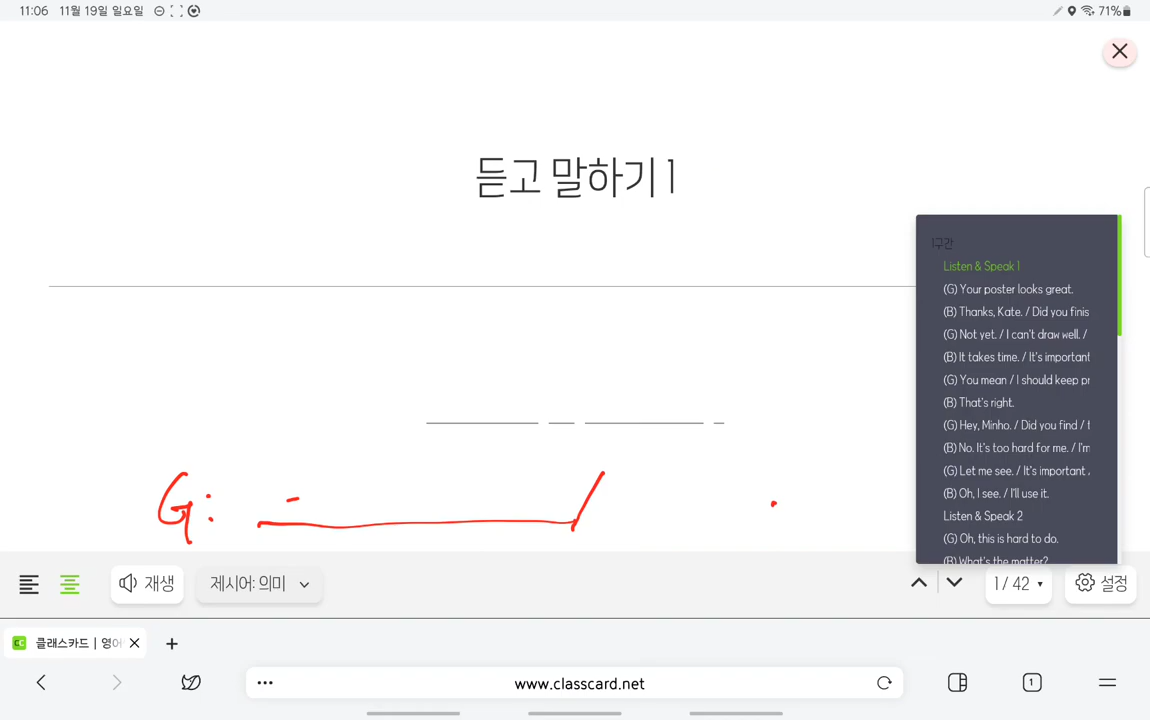 11:06 11월 19일 일요일 71%
듣고 말하기 1
1구간
Listen & Speak 1
(G) Your poster looks great.
(B) Thanks, Kate. / Did you finis
(G) Not yet. / I can't draw well. /
(B) It takes time. / It's important
(G) You mean / I should keep pr
(B) That's right.
(G) Hey, Minho. / Did you find / t
(B) No. It's too hard for me. / I'm
(G) Let me see. / It's important
(B) Oh, I see. / I'll use it.
Listen & Speak 2
(G) Oh, this is hard to do.
(B) What's the matter?
G:
재생 제시어: 의미 1 / 42 설정
클래스카드 | 영어
www.classcard.net
1